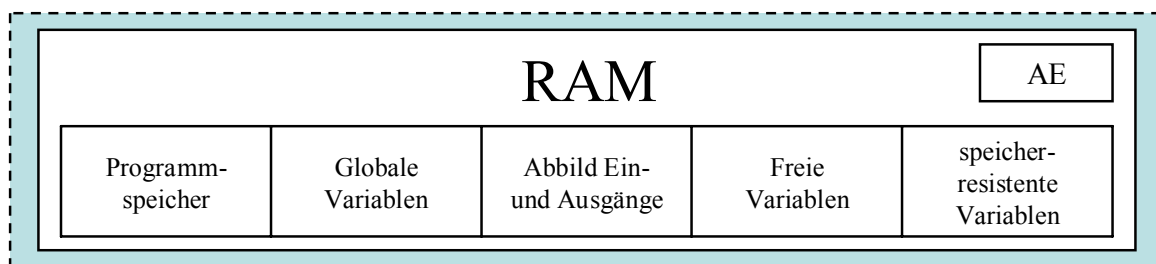 RAM
AE
Programm-
speicher
Globale
Variablen
Abbild Ein-
und Ausgänge
Freie
Variablen
speicher-
resistente
Variablen